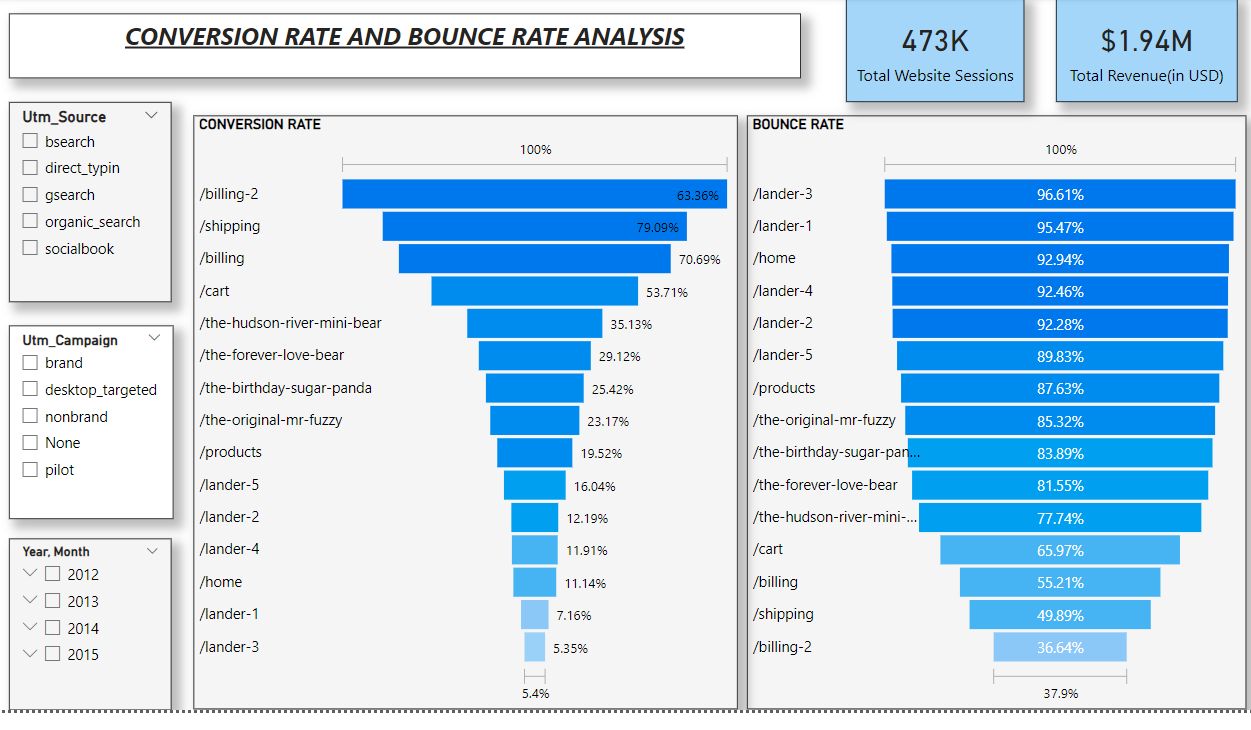 CONVERSION RATE AND BOUNCE RATE ANALYSIS
473K
Total Website Sessions
$1.94M
Total Revenue(in USD)
Utm_Source
bsearch
direct_typin
gsearch
organic_search
socialbook
Utm_Campaign
brand
desktop_targeted
nonbrand
None
pilot
Year, Month
2012
2013
2014
2015
CONVERSION RATE
100%
/billing-2 63.36%
/shipping 79.09%
/billing 70.69%
/cart 53.71%
/the-hudson-river-mini-bear 35.13%
/the-forever-love-bear 29.12%
/the-birthday-sugar-panda 25.42%
/the-original-mr-fuzzy 23.17%
/products 19.52%
/lander-5 16.04%
/lander-2 12.19%
/lander-4 11.91%
/home 11.14%
/lander-1 7.16%
/lander-3 5.35%
5.4%
BOUNCE RATE
100%
/lander-3 96.61%
/lander-1 95.47%
/home 92.94%
/lander-4 92.46%
/lander-2 92.28%
/lander-5 89.83%
/products 87.63%
/the-original-mr-fuzzy 85.32%
/the-birthday-sugar-pan... 83.89%
/the-forever-love-bear 81.55%
/the-hudson-river-mini-... 77.74%
/cart 65.97%
/billing 55.21%
/shipping 49.89%
/billing-2 36.64%
37.9%